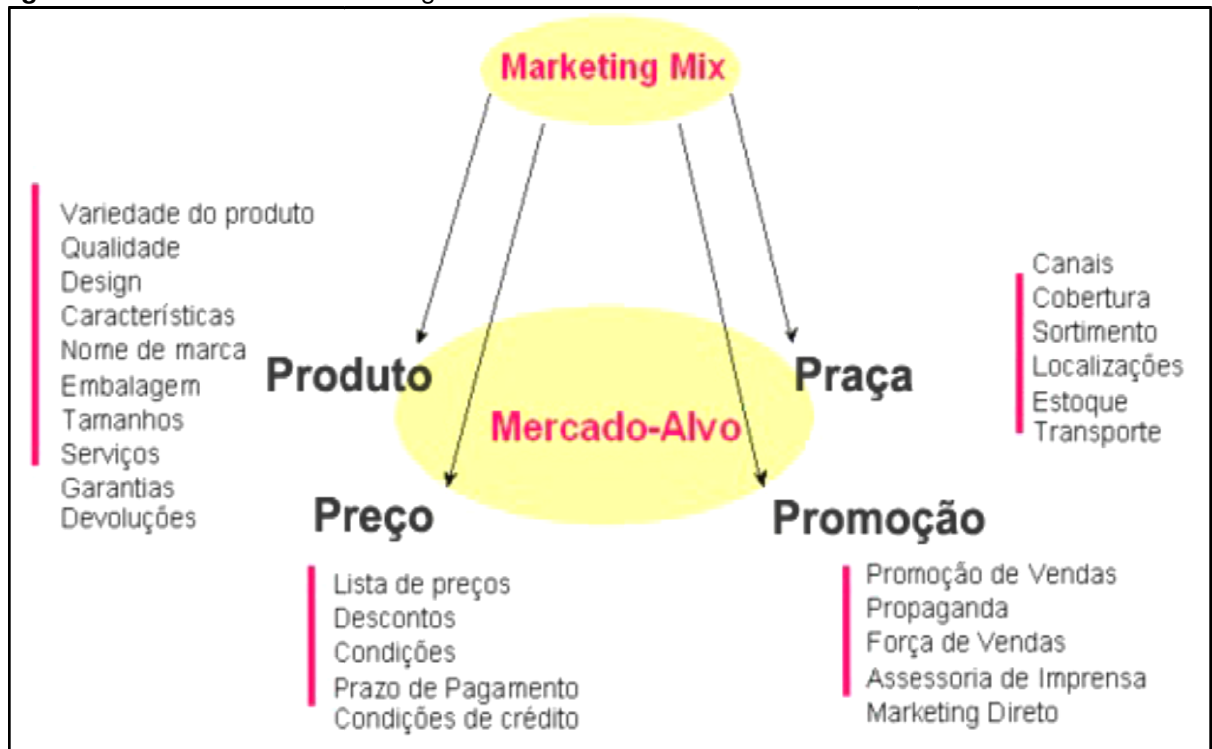 Marketing Mix
Variedade do produto
Qualidade
Design
Características
Nome de marca
Embalagem
Tamanhos
Serviços
Garantias
Devoluções
Produto
Mercado-Alvo
Praça
Canais
Cobertura
Sortimento
Localizações
Estoque
Transporte
Preço
Lista de preços
Descontos
Condições
Prazo de Pagamento
Condições de crédito
Promoção
Promoção de Vendas
Propaganda
Força de Vendas
Assessoria de Imprensa
Marketing Direto